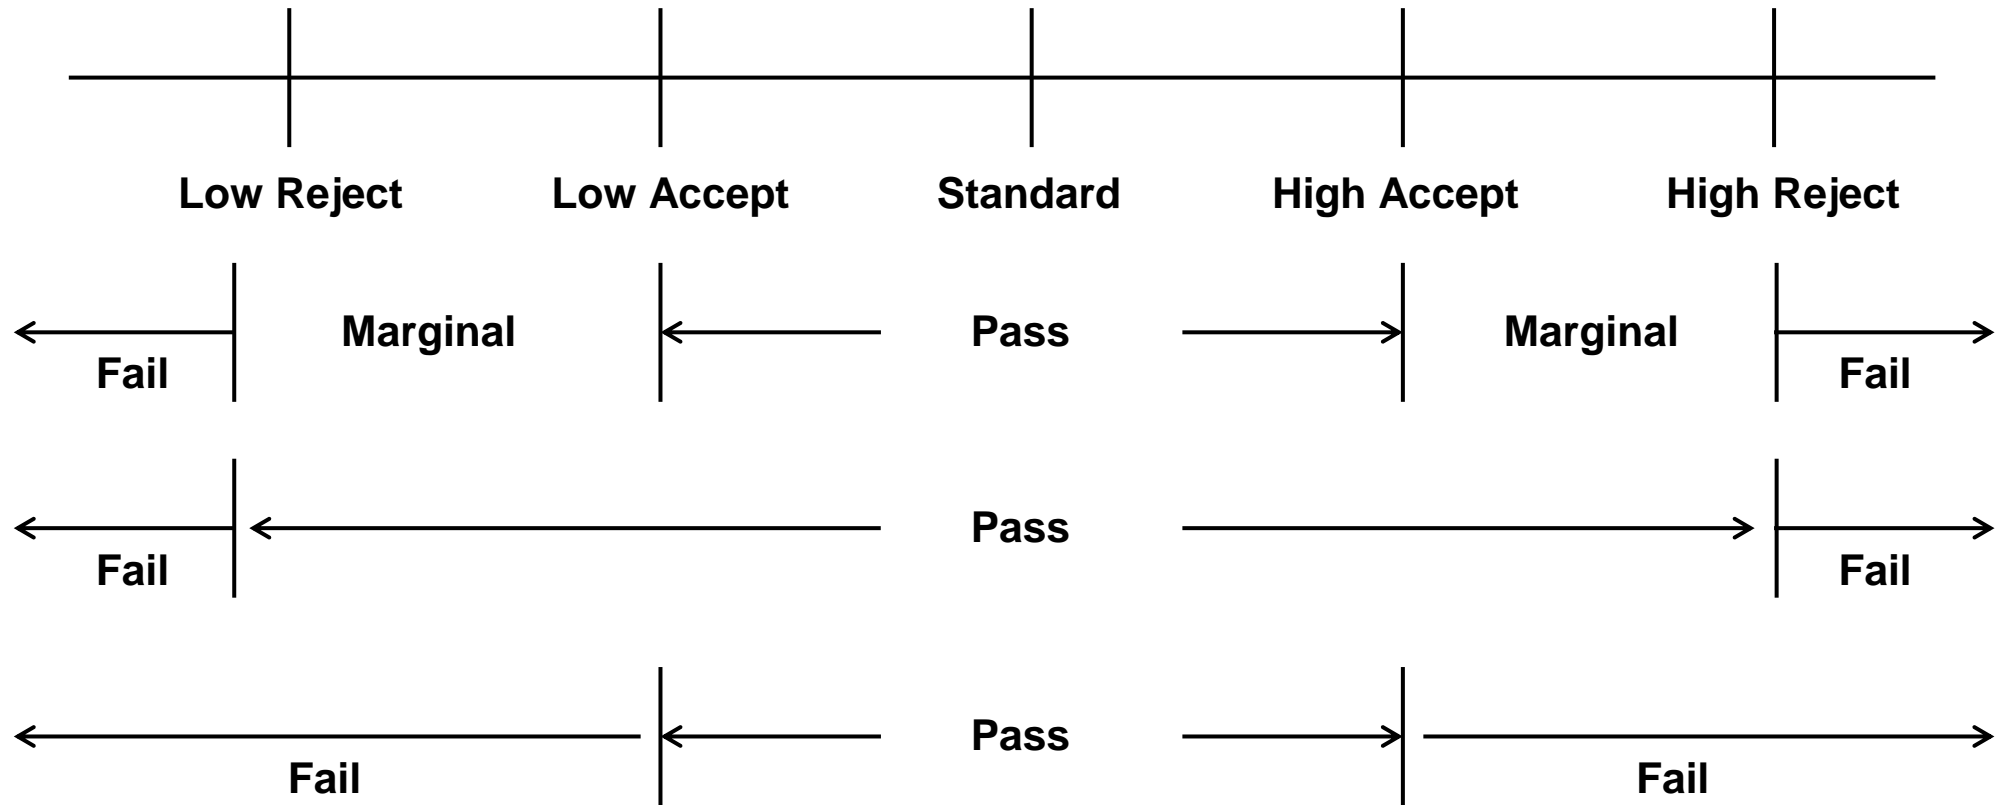 Low Reject Low Accept Standard High Accept High Reject
Marginal Pass Marginal
Fail Fail
Pass
Fail Fail
Pass
Fail Fail